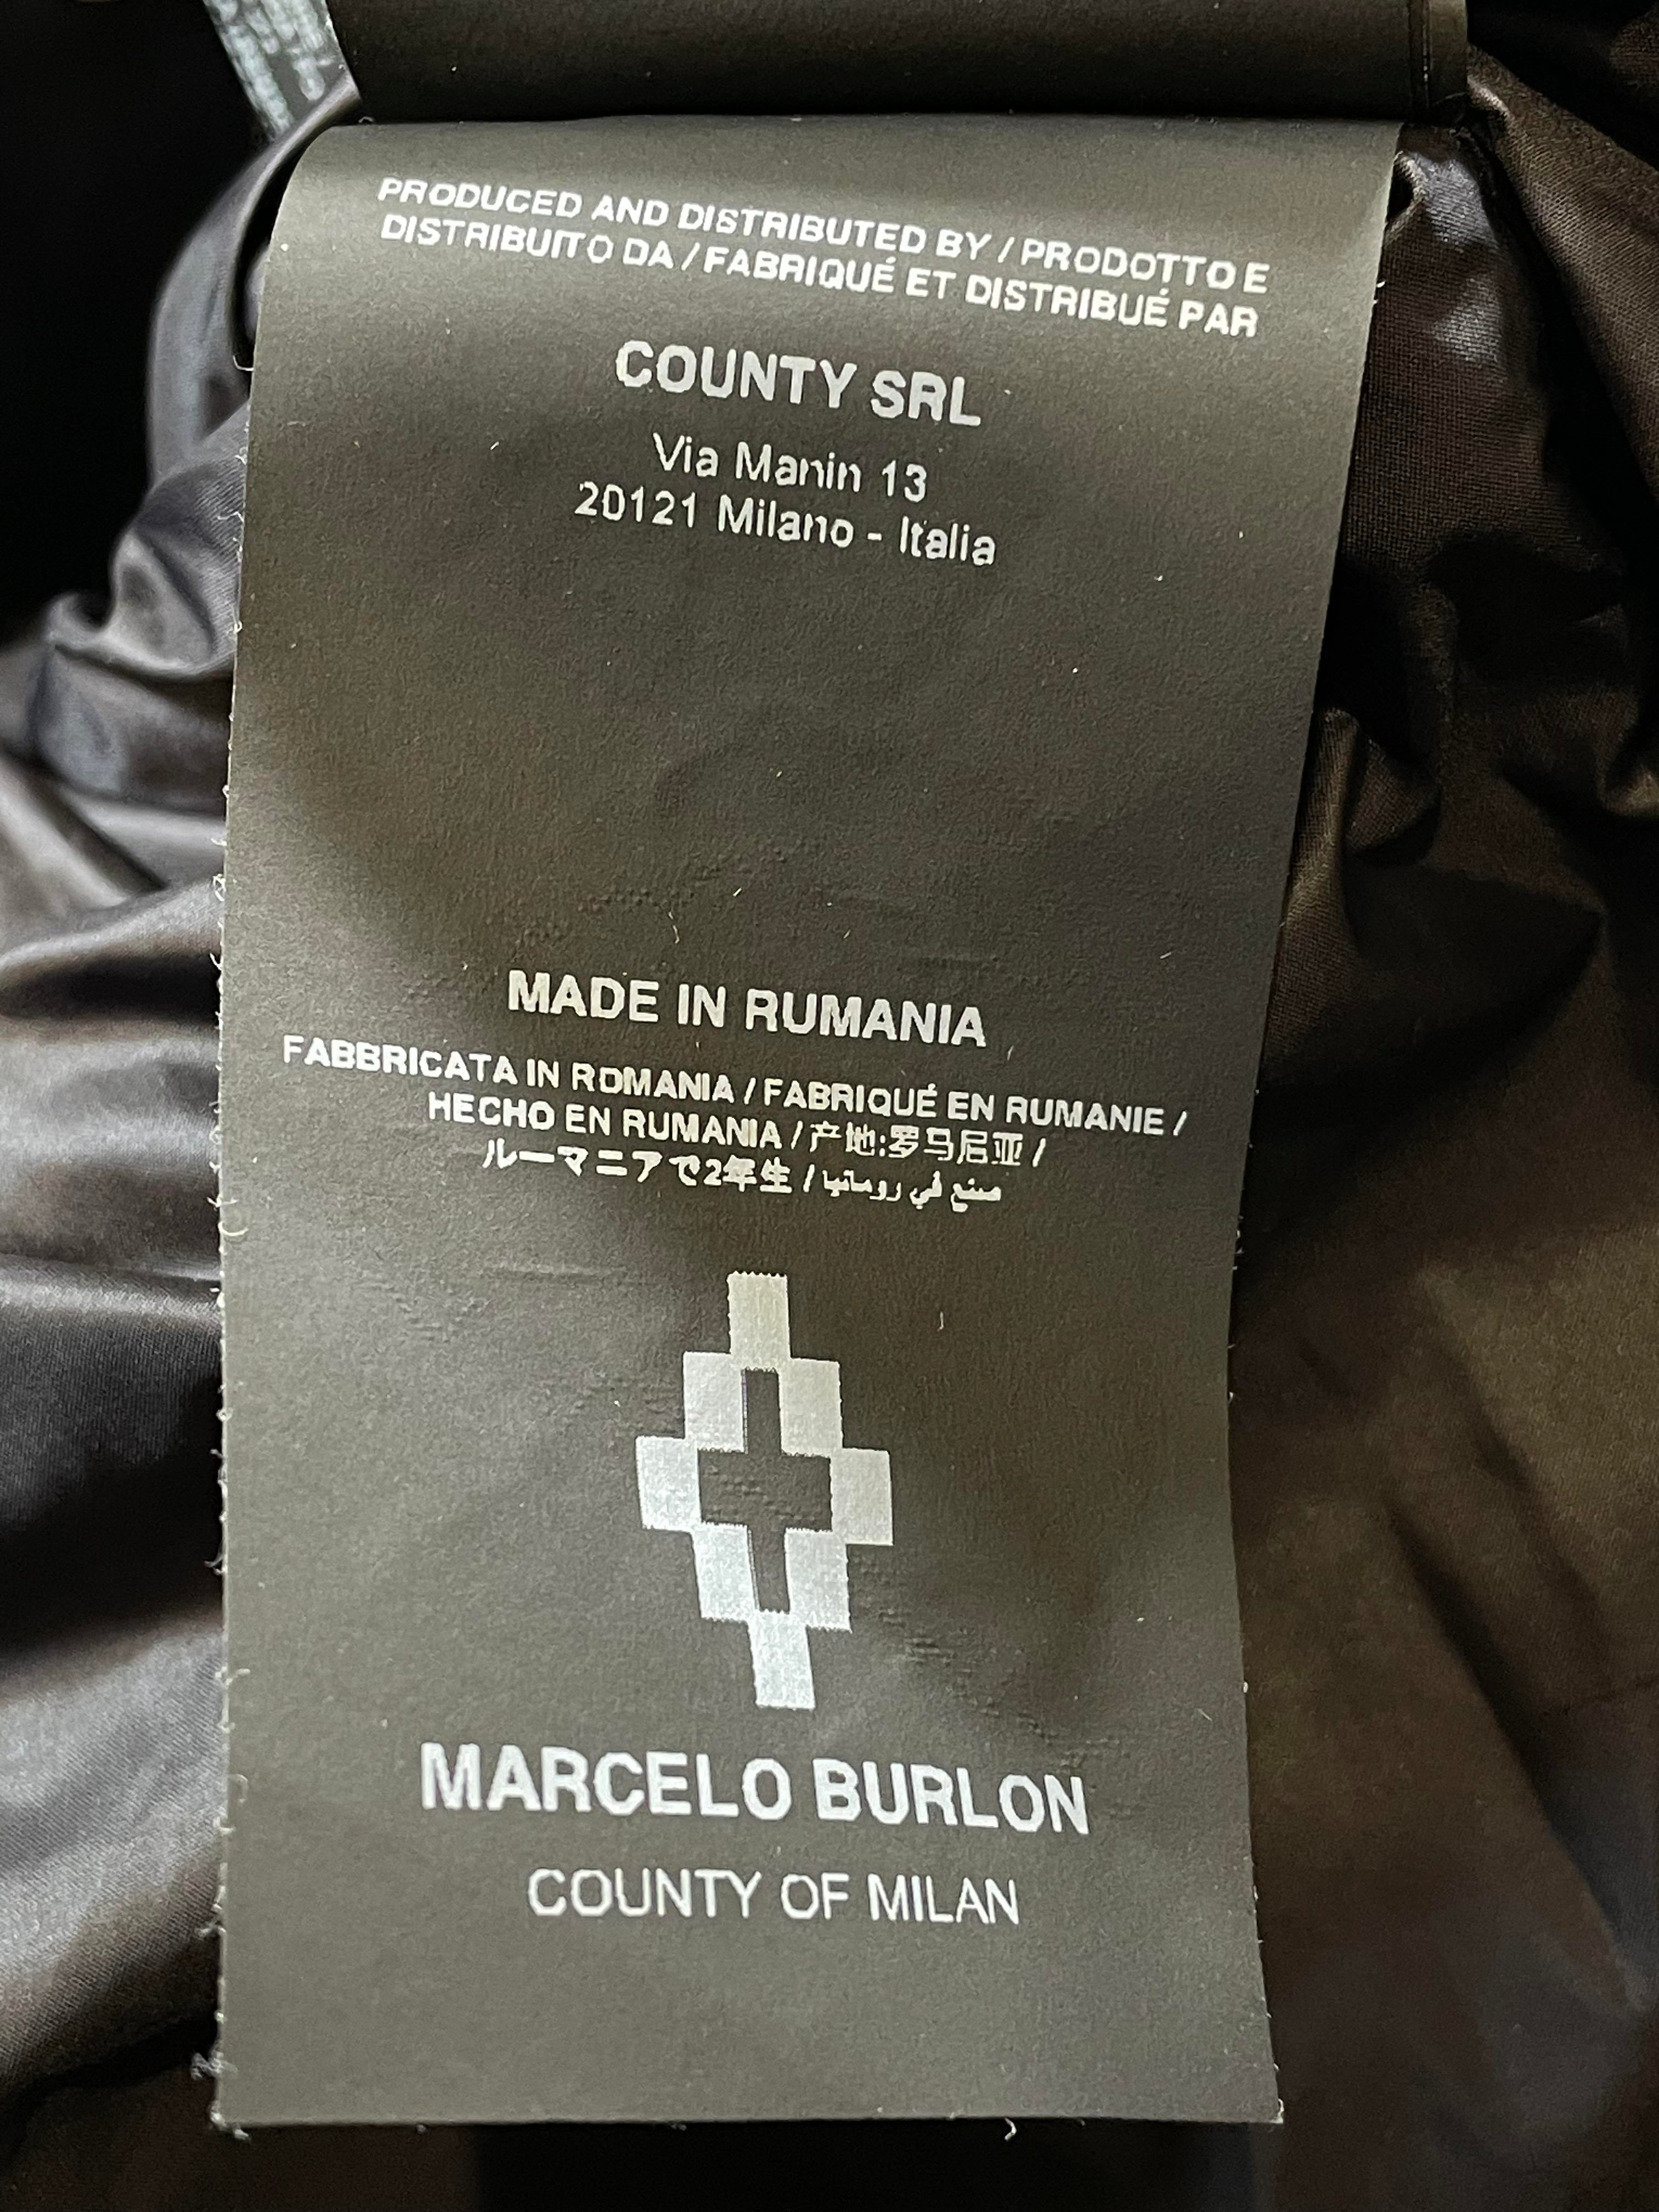 PRODUCED AND DISTRIBUTED BY / PRODOTTO E
DISTRIBUITO DA / FABRIQUÉ ET DISTRIBUÉ PAR
COUNTY SRL
Via Manin 13
20121 Milano - Italia
MADE IN RUMANIA
FABBRICATA IN ROMANIA / FABRIQUÉ EN RUMANIE /
HECHO EN RUMANIA / 产地:罗马尼亚 /
ルーマニアで2年生 / صنع في رومانيا
MARCELO BURLON
COUNTY OF MILAN